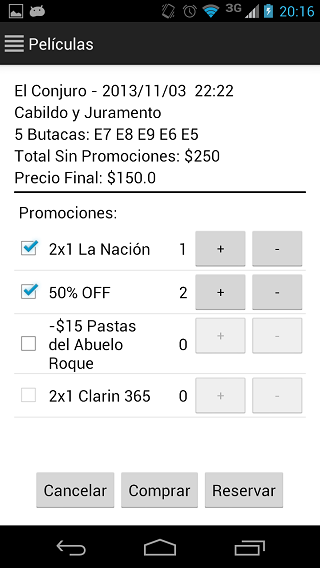 3G 20:16
Películas
El Conjuro - 2013/11/03 22:22
Cabildo y Juramento
5 Butacas: E7 E8 E9 E6 E5
Total Sin Promociones: $250
Precio Final: $150.0
Promociones:
2x1 La Nación 1 + -
50% OFF 2 + -
-$15 Pastas
del Abuelo 0 + -
Roque
2x1 Clarin 365 0 + -
Cancelar Comprar Reservar